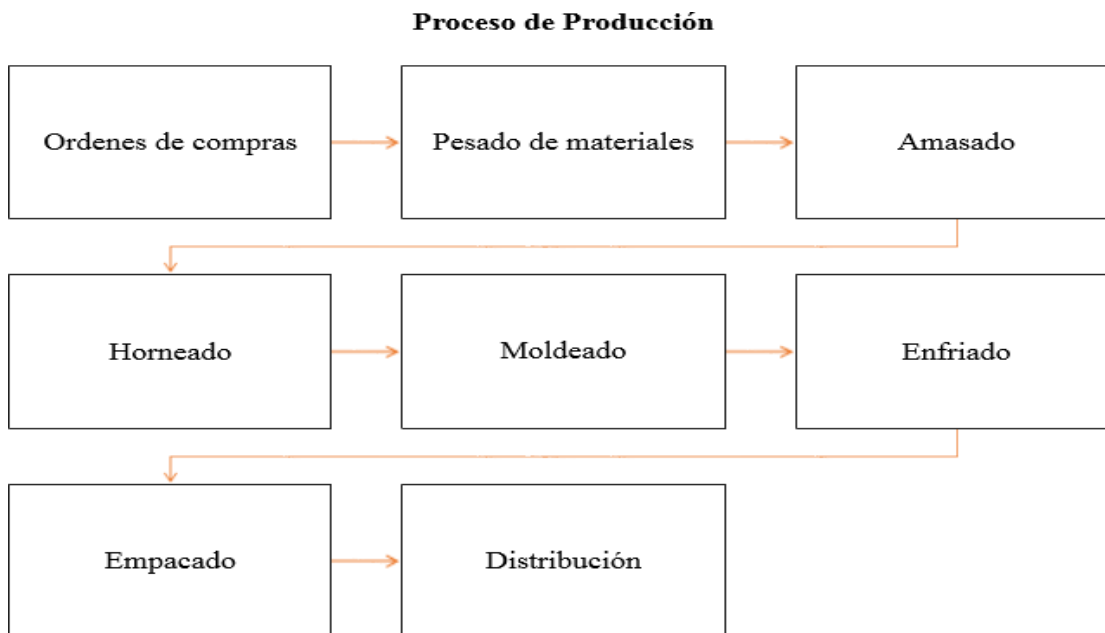 Proceso de Producción
Ordenes de compras
Pesado de materiales
Amasado
Horneado
Moldeado
Enfriado
Empacado
Distribución